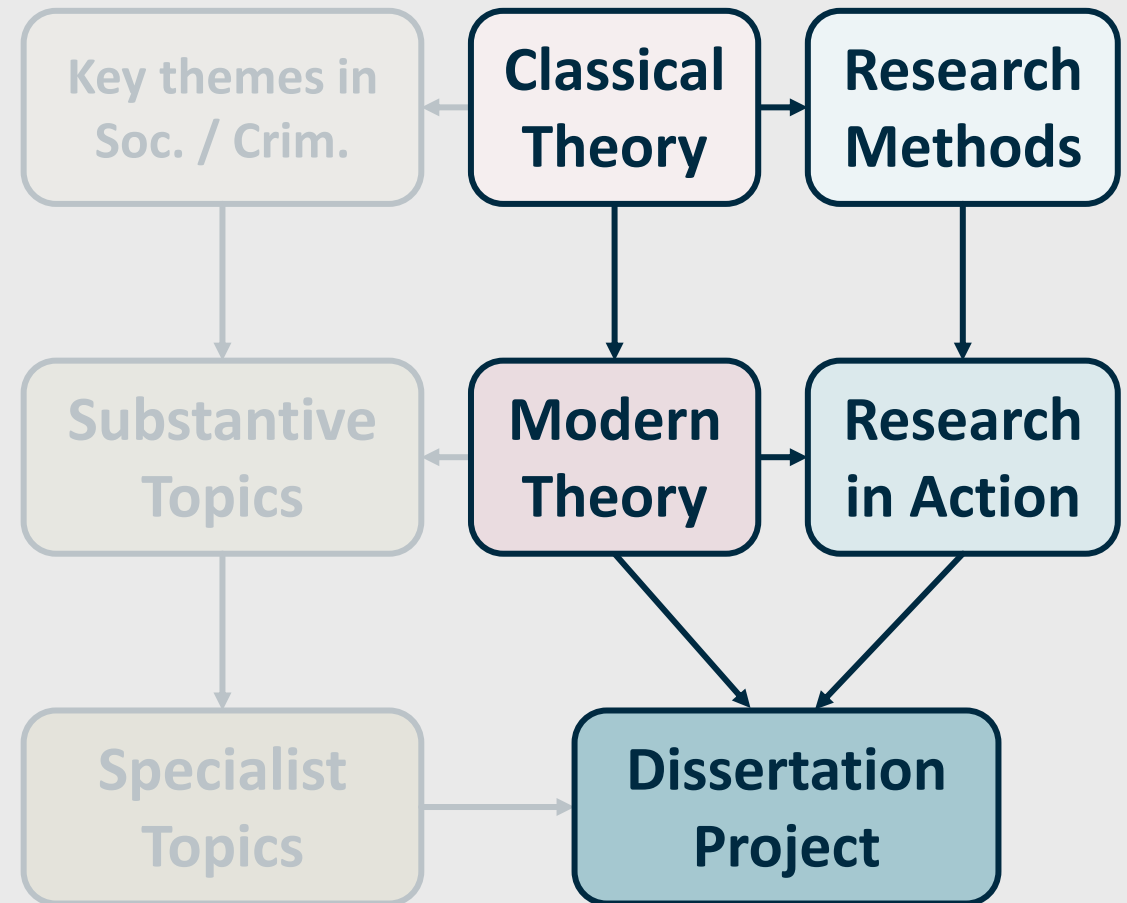 Key themes in
Soc. / Crim.
Classical
Theory
Research
Methods
Substantive
Topics
Modern
Theory
Research
in Action
Specialist
Topics
Dissertation
Project